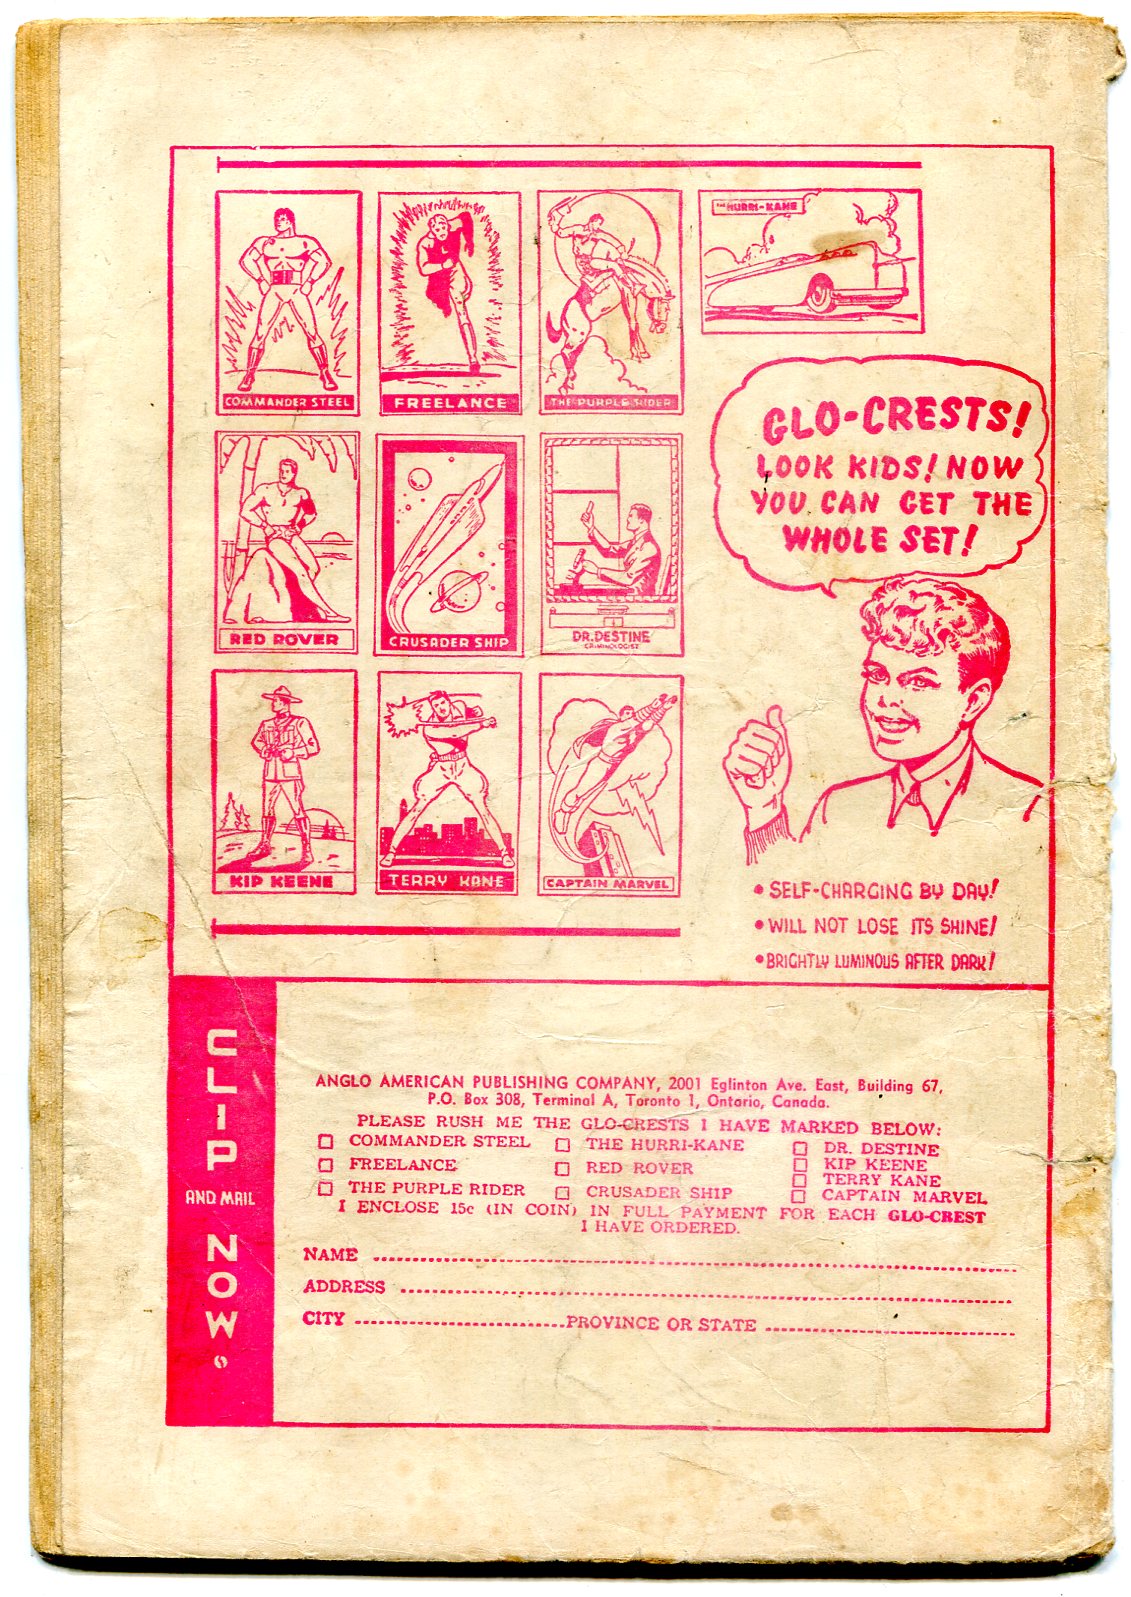 THE HURRI-KANE
COMMANDER STEEL
FREELANCE
THE PURPLE RIDER
GLO-CRESTS!
LOOK KIDS! NOW
YOU CAN GET THE
WHOLE SET!
RED ROVER
CRUSADER SHIP
DR. DESTINE
CRIMINOLOGIST
KIP KEENE
TERRY KANE
CAPTAIN MARVEL
• SELF-CHARGING BY DAY!
• WILL NOT LOSE ITS SHINE!
• BRIGHTLY LUMINOUS AFTER DARK!
CLIP
AND MAIL
NOW.
ANGLO AMERICAN PUBLISHING COMPANY, 2001 Eglinton Ave. East, Building 67,
P.O. Box 308, Terminal A, Toronto 1, Ontario, Canada.
PLEASE RUSH ME THE GLO-CRESTS I HAVE MARKED BELOW:
□ COMMANDER STEEL □ THE HURRI-KANE □ DR. DESTINE
□ FREELANCE □ RED ROVER □ KIP KEENE
□ TERRY KANE
□ THE PURPLE RIDER □ CRUSADER SHIP □ CAPTAIN MARVEL
I ENCLOSE 15c (IN COIN) IN FULL PAYMENT FOR EACH GLO-CREST
I HAVE ORDERED.
NAME
ADDRESS
CITY PROVINCE OR STATE